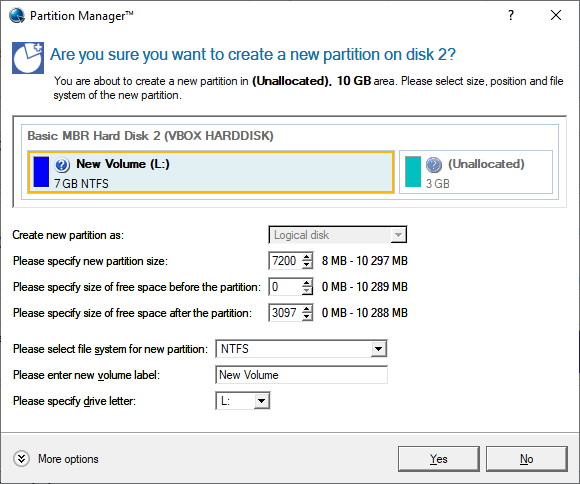 Partition Manager™
Are you sure you want to create a new partition on disk 2?
You are about to create a new partition in (Unallocated), 10 GB area. Please select size, position and file
system of the new partition.
Basic MBR Hard Disk 2 (VBOX HARDDISK)
New Volume (L:)
7 GB NTFS
(Unallocated)
3 GB
Create new partition as: Logical disk
Please specify new partition size: 7200 8 MB - 10 297 MB
Please specify size of free space before the partition: 0 0 MB - 10 289 MB
Please specify size of free space after the partition: 3097 0 MB - 10 288 MB
Please select file system for new partition: NTFS
Please enter new volume label: New Volume
Please specify drive letter: L:
More options Yes No